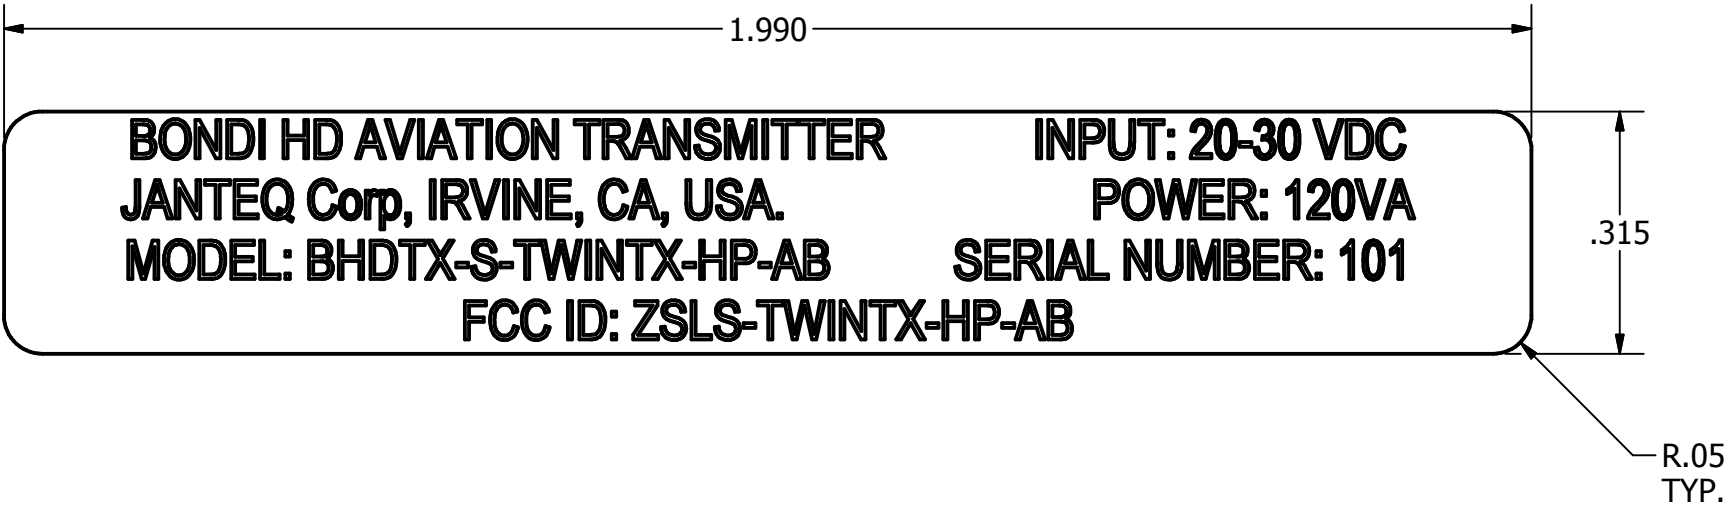 1.990
BONDI HD AVIATION TRANSMITTER INPUT: 20-30 VDC
JANTEQ Corp, IRVINE, CA, USA. POWER: 120VA
MODEL: BHDTX-S-TWINTX-HP-AB SERIAL NUMBER: 101
FCC ID: ZSLS-TWINTX-HP-AB
.315
R.05
TYP.